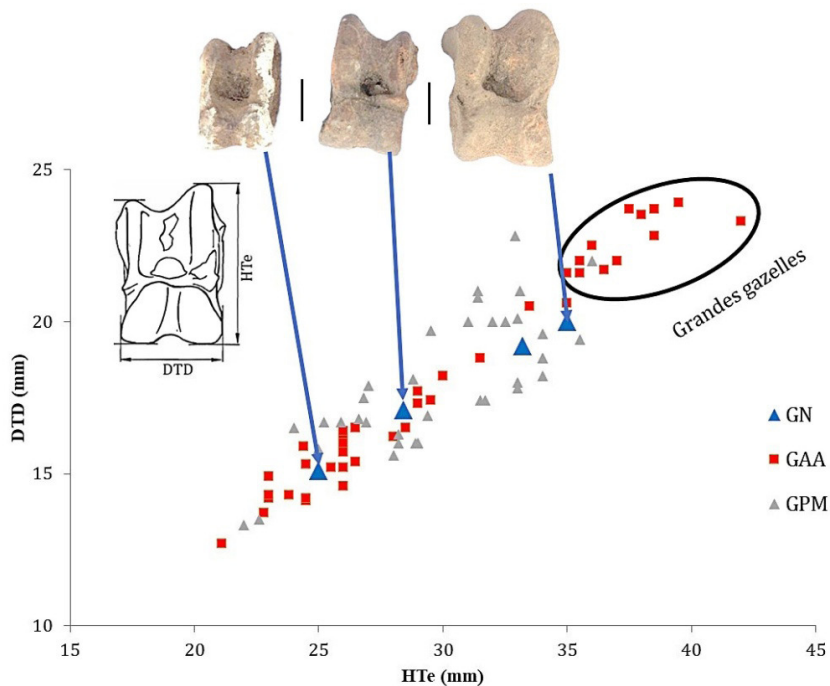 25
20
15
10
15
20
25
30
35
40
45
DTD (mm)
HTe (mm)
HTe
DTD
Grandes gazelles
GN
GAA
GPM